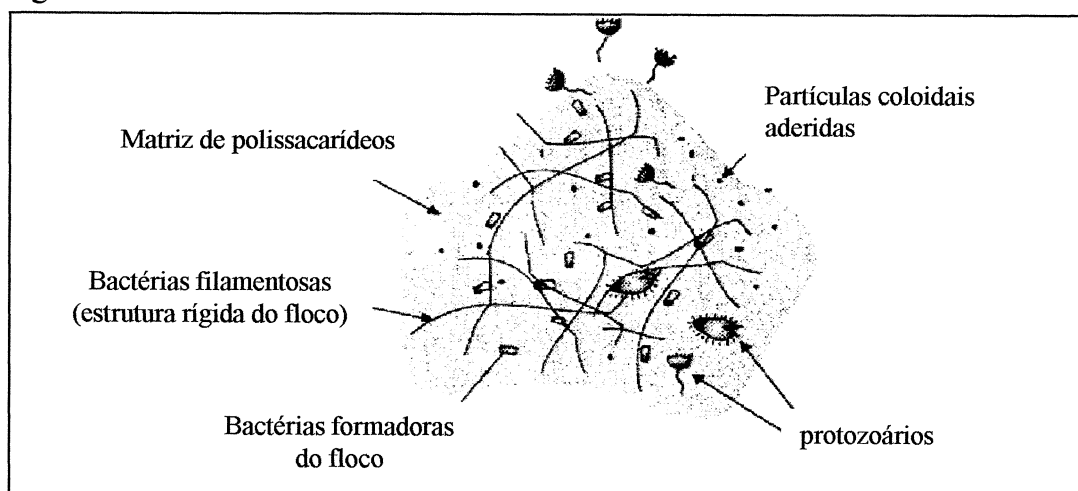 Partículas coloidais
aderidas
Matriz de polissacarídeos
Bactérias filamentosas
(estrutura rígida do floco)
Bactérias formadoras
do floco
protozoários